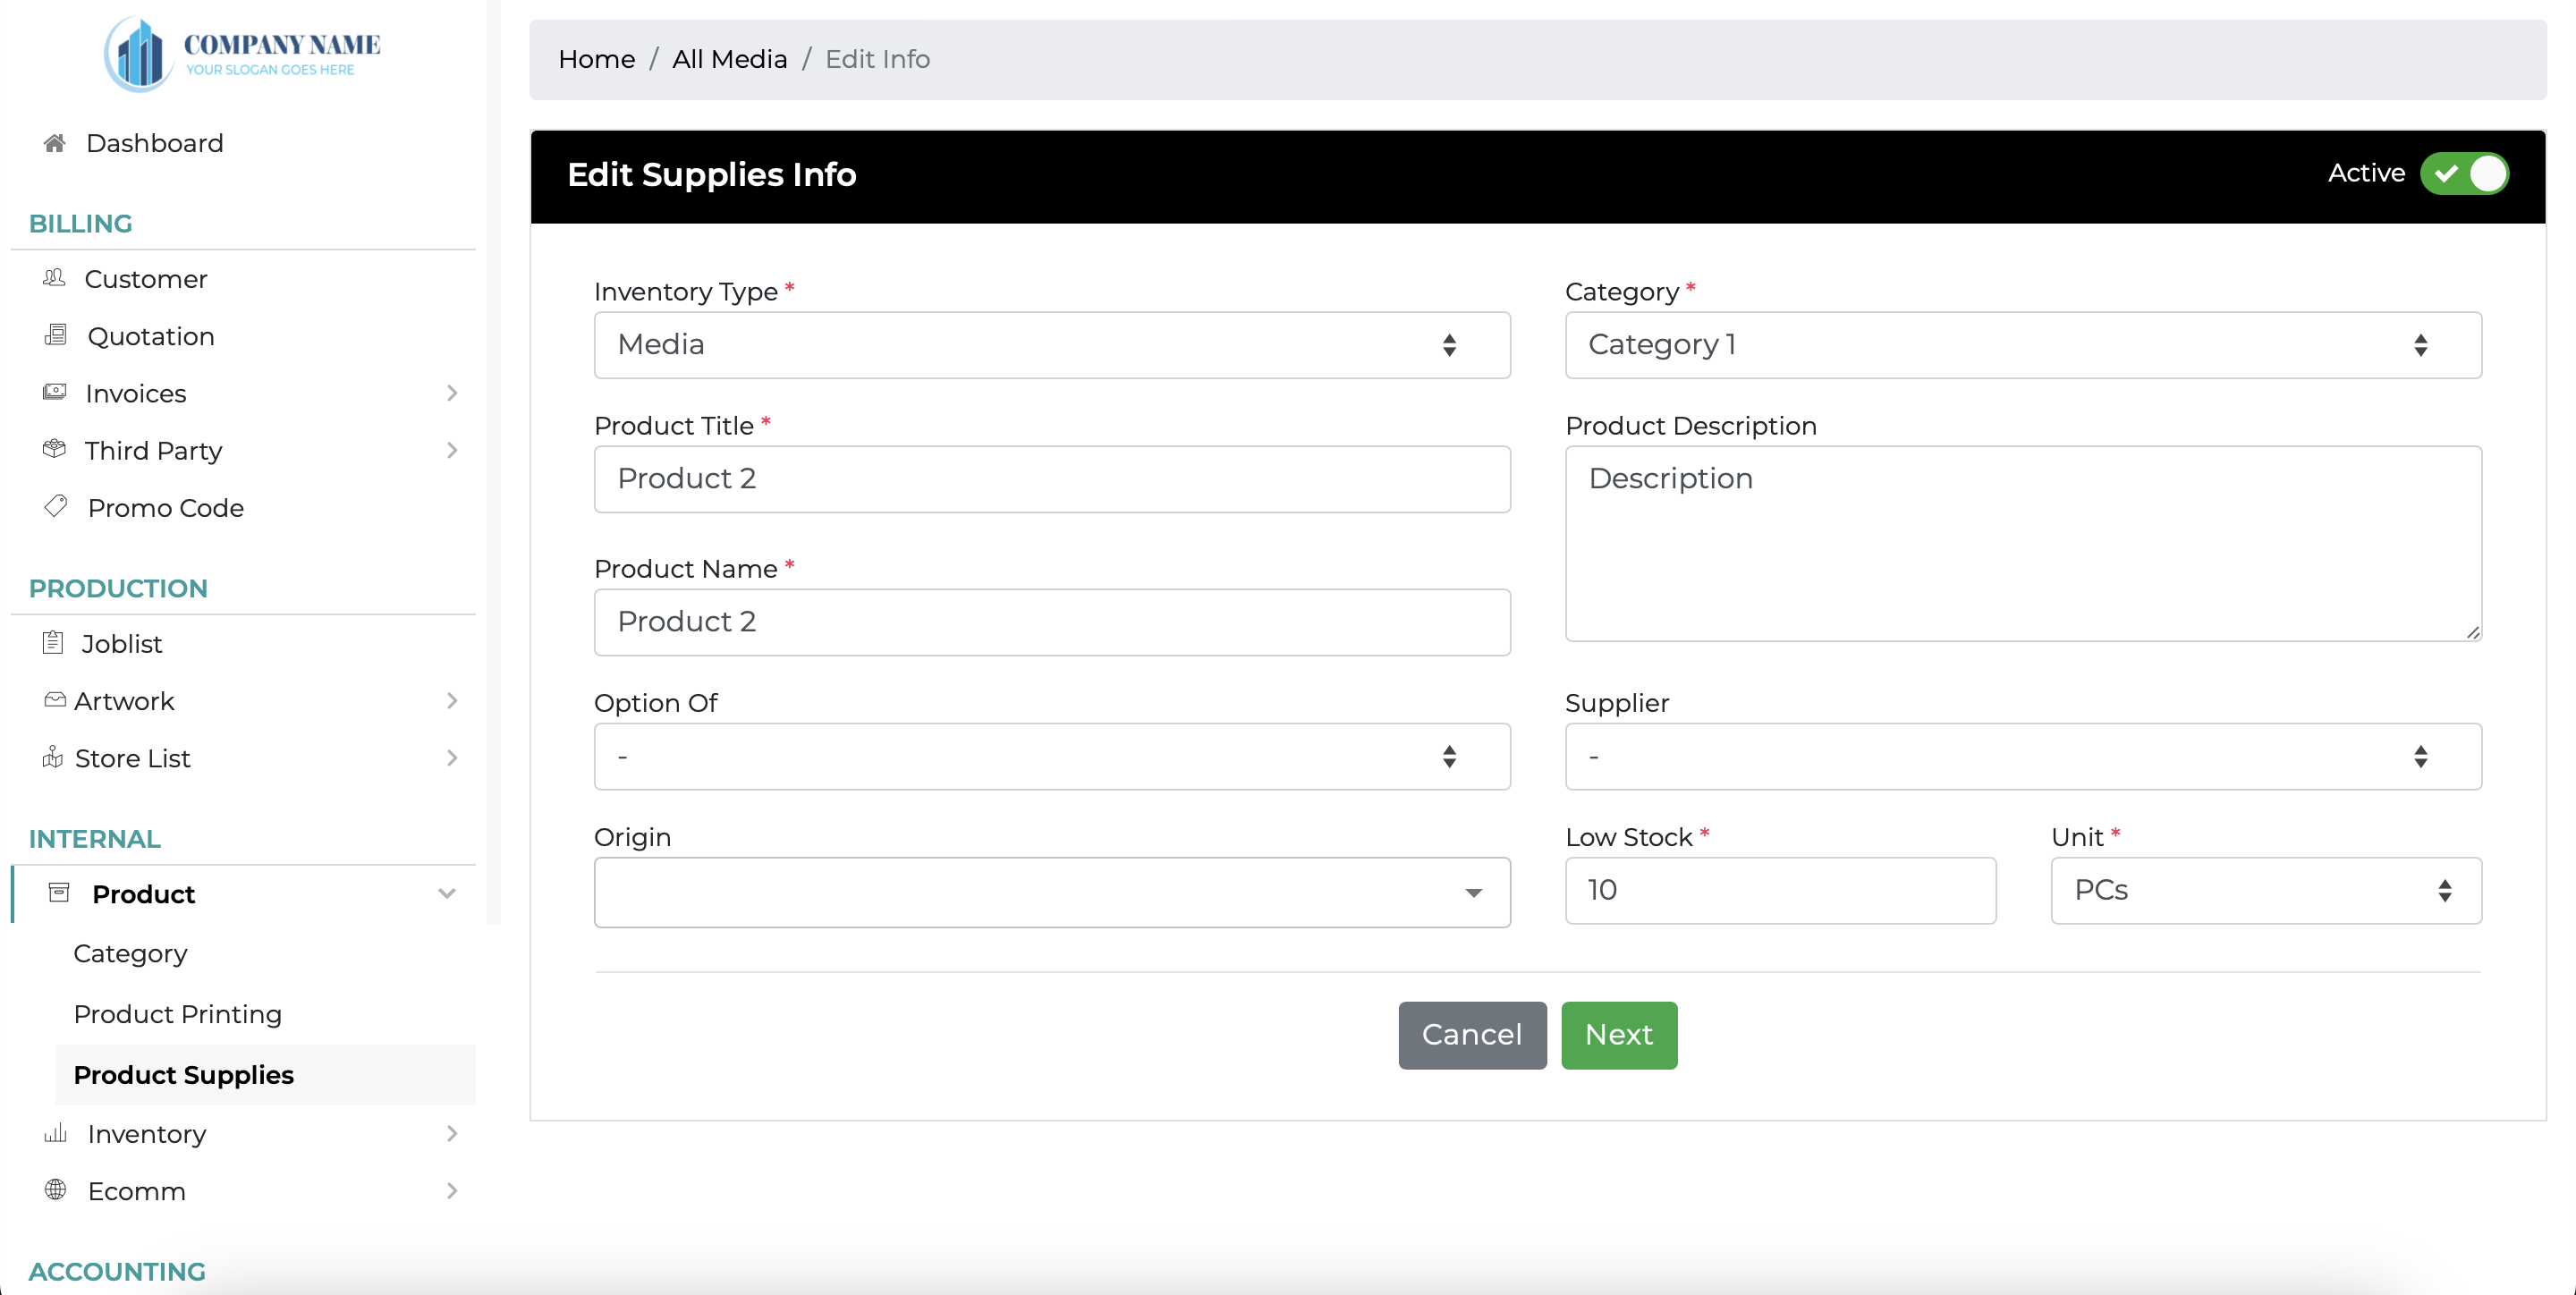 COMPANY NAME
YOUR SLOGAN GOES HERE
Dashboard
BILLING
Customer
Quotation
Invoices
Third Party
Promo Code
PRODUCTION
Joblist
Artwork
Store List
INTERNAL
Product
Category
Product Printing
Product Supplies
Inventory
Ecomm
ACCOUNTING
Home / All Media / Edit Info
Edit Supplies Info
Active
Inventory Type *
Media
Category *
Category 1
Product Title *
Product 2
Product Description
Description
Product Name *
Product 2
Option Of
-
Supplier
-
Origin
Low Stock *
10
Unit *
PCs
Cancel
Next